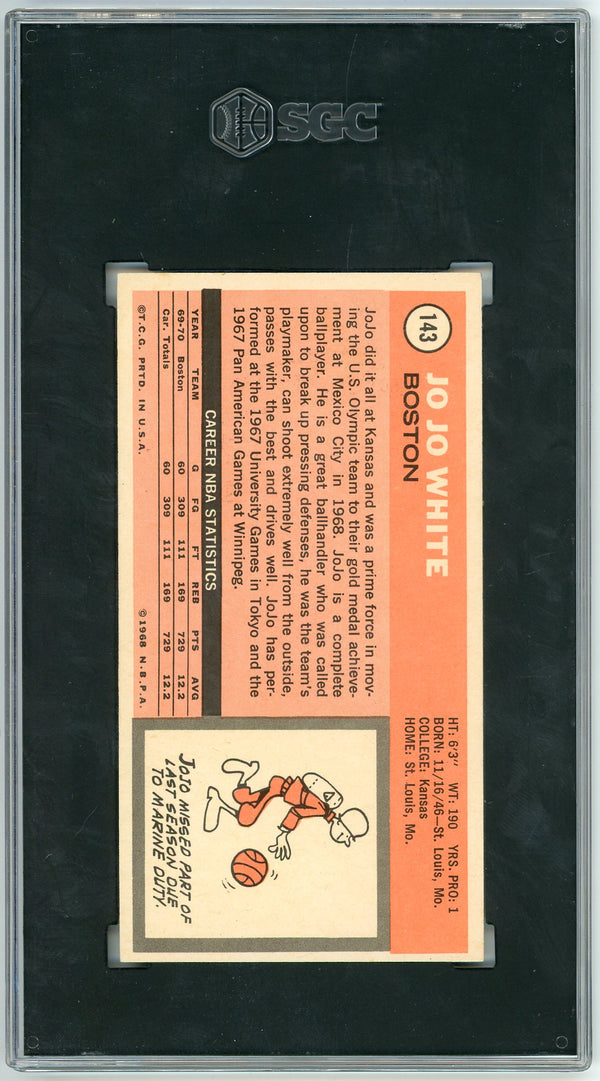 SGC
143
JO JO WHITE
BOSTON
HT: 6'3" WT: 190 YRS. PRO: 1
BORN: 11/16/46—St. Louis, Mo.
COLLEGE: Kansas
HOME: St. Louis, Mo.
JoJo did it all at Kansas and was a prime force in mov-
ing the U.S. Olympic team to their gold medal achieve-
ment at Mexico City in 1968. JoJo is a complete
ballplayer. He is a great ballhandler who was called
upon to break up pressing defenses, he was the team's
playmaker, can shoot extremely well from the outside,
passes with the best and drives well. JoJo has per-
formed at the 1967 University Games in Tokyo and the
1967 Pan American Games at Winnipeg.
CAREER NBA STATISTICS
YEAR TEAM G FG FT REB PTS AVG
69-70 Boston 60 309 111 169 729 12.2
Car. Totals 60 309 111 169 729 12.2
©T.C.G. PRTD. IN U.S.A. ©1968 N.B.P.A.
JOJO MISSED PART OF
LAST SEASON DUE
TO MARINE DUTY.